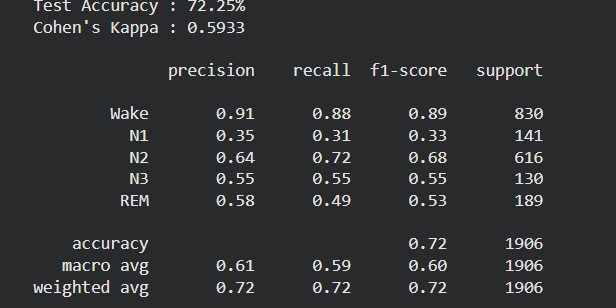 Test Accuracy : 72.25%
Cohen's Kappa : 0.5933
precision recall f1-score support
Wake 0.91 0.88 0.89 830
N1 0.35 0.31 0.33 141
N2 0.64 0.72 0.68 616
N3 0.55 0.55 0.55 130
REM 0.58 0.49 0.53 189
accuracy 0.72 1906
macro avg 0.61 0.59 0.60 1906
weighted avg 0.72 0.72 0.72 1906